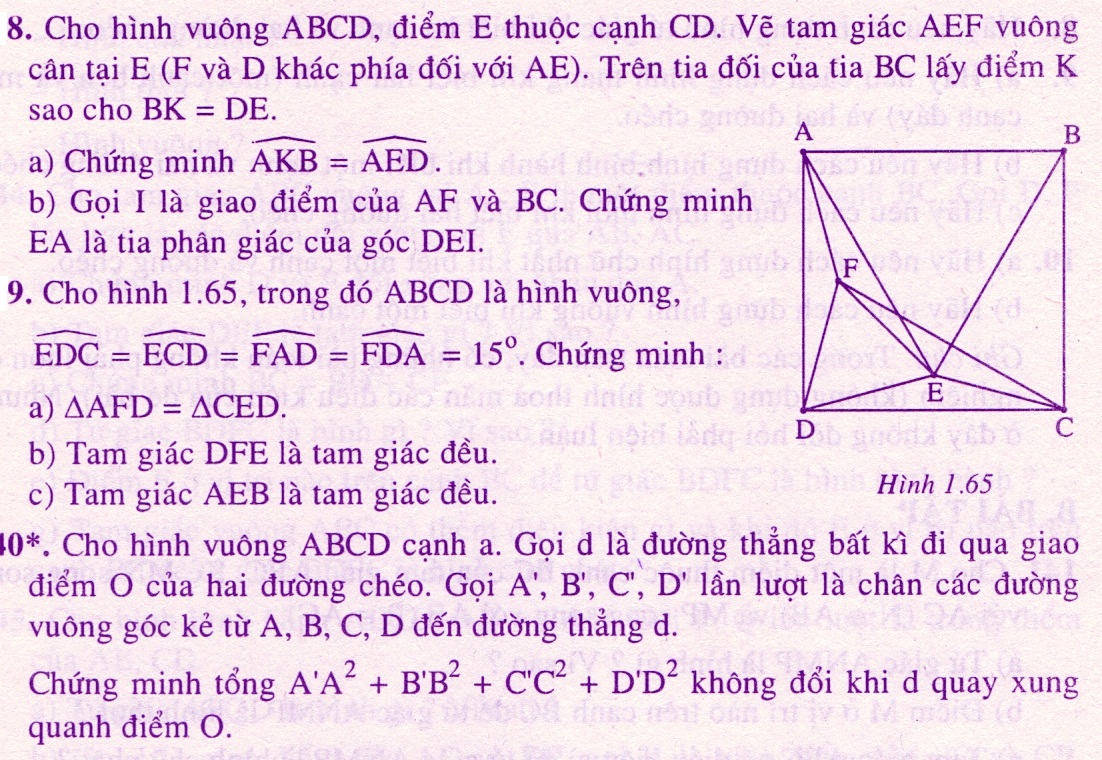 8. Cho hình vuông ABCD, điểm E thuộc cạnh CD. Vẽ tam giác AEF vuông
cân tại E (F và D khác phía đối với AE). Trên tia đối của tia BC lấy điểm K
sao cho BK = DE.
a) Chứng minh AKB = AED.
b) Gọi I là giao điểm của AF và BC. Chứng minh
EA là tia phân giác của góc DEI.
9. Cho hình 1.65, trong đó ABCD là hình vuông,
EDC = ECD = FAD = FDA = 15°. Chứng minh :
a) ΔAFD = ΔCED.
b) Tam giác DFE là tam giác đều.
c) Tam giác AEB là tam giác đều.
A B
F
E
D C
Hình 1.65
40*. Cho hình vuông ABCD cạnh a. Gọi d là đường thẳng bất kì đi qua giao
điểm O của hai đường chéo. Gọi A', B', C', D' lần lượt là chân các đường
vuông góc kẻ từ A, B, C, D đến đường thẳng d.
Chứng minh tổng A'A² + B'B² + C'C² + D'D² không đổi khi d quay xung
quanh điểm O.